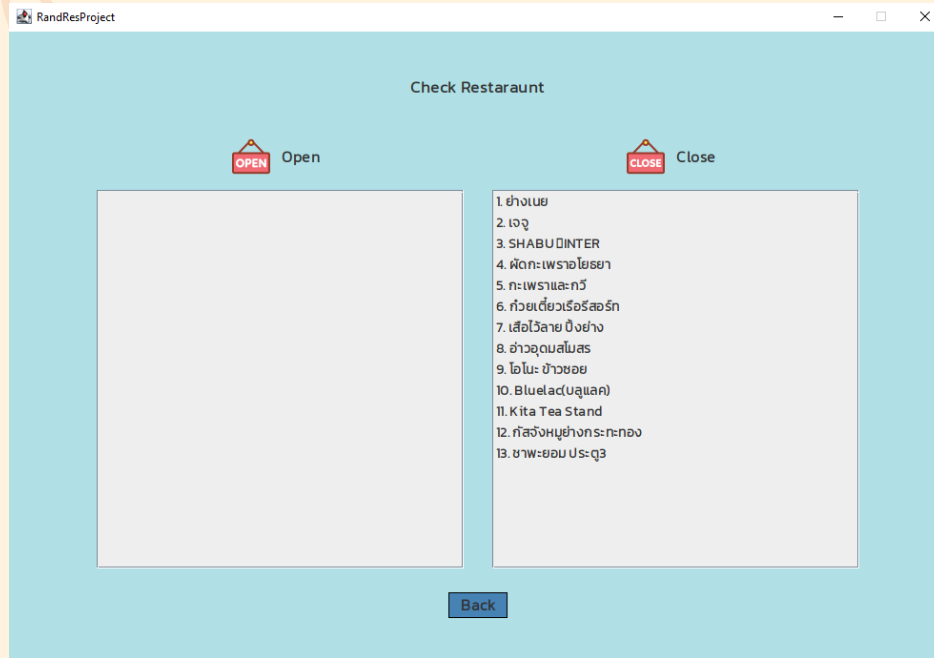 RandResProject
Check Restaraunt
OPEN Open
CLOSE Close
1. ย่างเนย
2. เจจู
3. SHABU▯INTER
4. ผัดกะเพราอโยธยา
5. กะเพราและกวี
6. ก๋วยเตี๋ยวเรือรีสอร์ท
7. เสือไว้ลาย ปิ้งย่าง
8. อ่าวอุดมสโมสร
9. โอโนะ ข้าวซอย
10. Bluelac(บลูแลค)
11. Kita Tea Stand
12. กัสจังหมูย่างกระทะทอง
13. ชาพะยอม ประตู3
Back